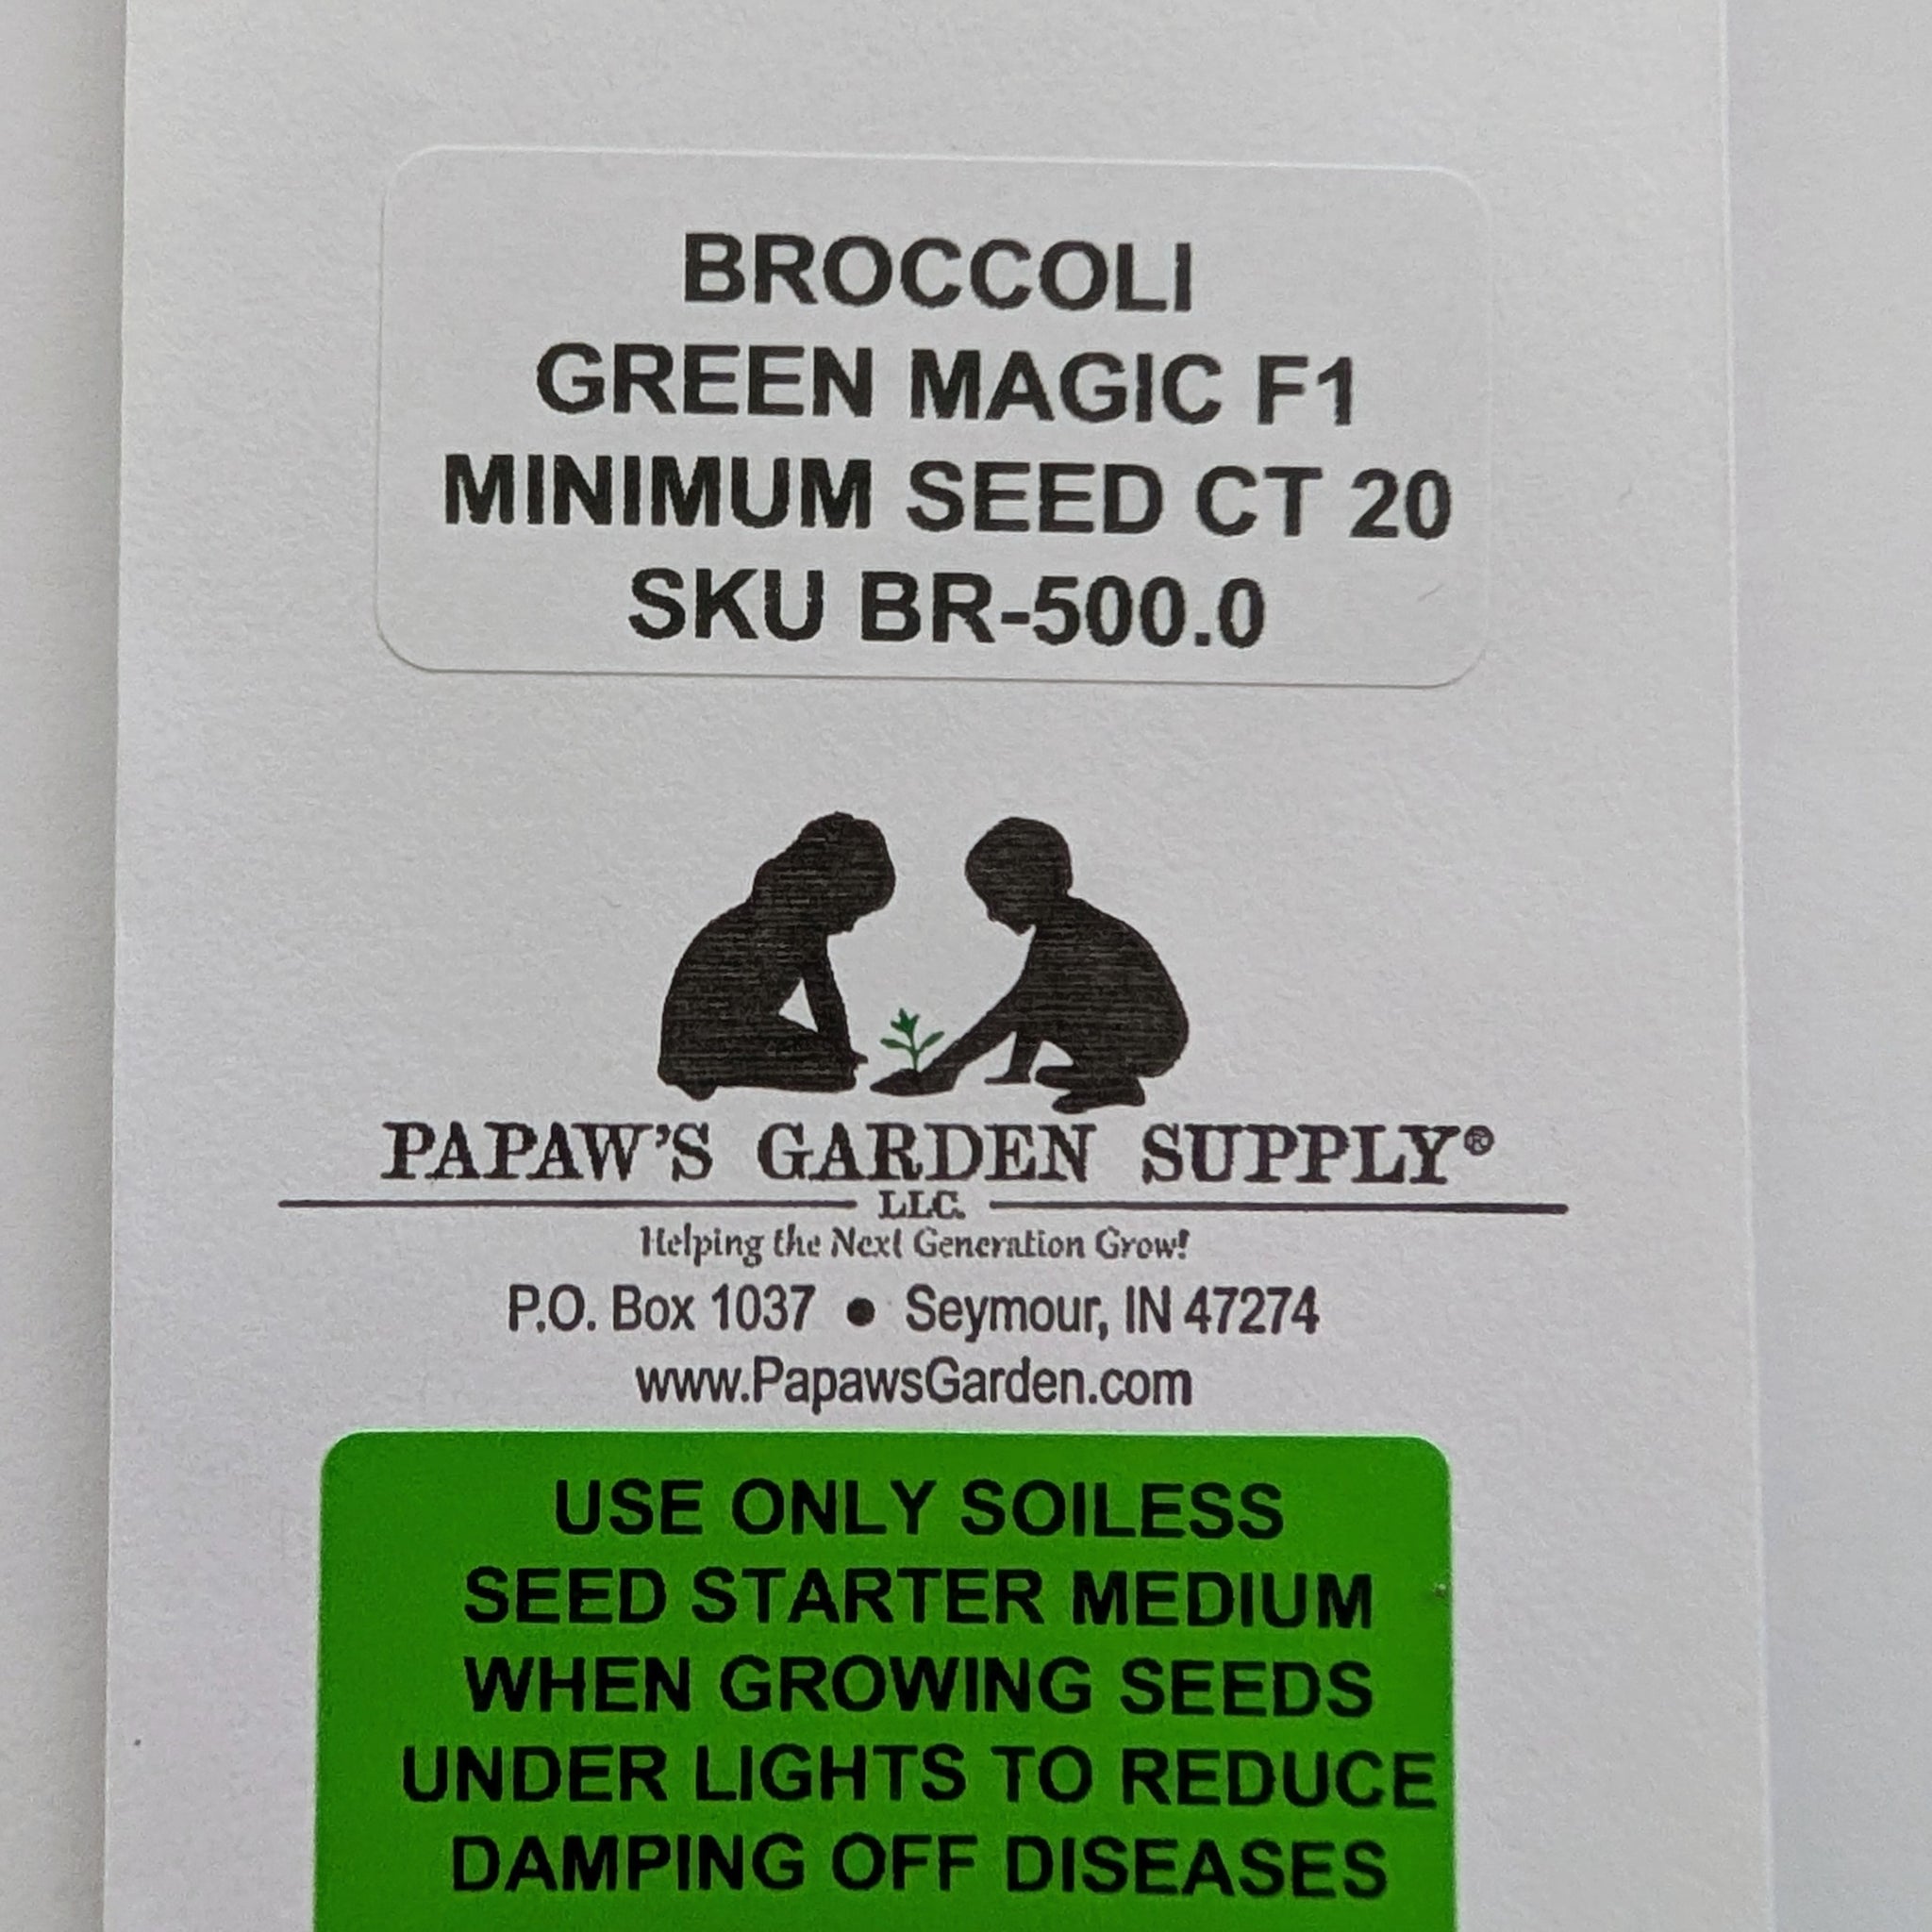 BROCCOLI
GREEN MAGIC F1
MINIMUM SEED CT 20
SKU BR-500.0
PAPAW'S GARDEN SUPPLY®
LLC.
Helping the Next Generation Grow!
P.O. Box 1037 ● Seymour, IN 47274
www.PapawsGarden.com
USE ONLY SOILESS
SEED STARTER MEDIUM
WHEN GROWING SEEDS
UNDER LIGHTS TO REDUCE
DAMPING OFF DISEASES